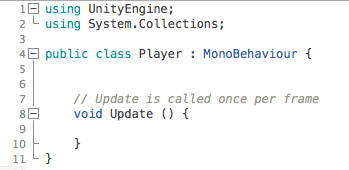 1 using UnityEngine;
2 using System.Collections;
3
4 public class Player : MonoBehaviour {
5
6
7 // Update is called once per frame
8 void Update () {
9
10 }
11 }